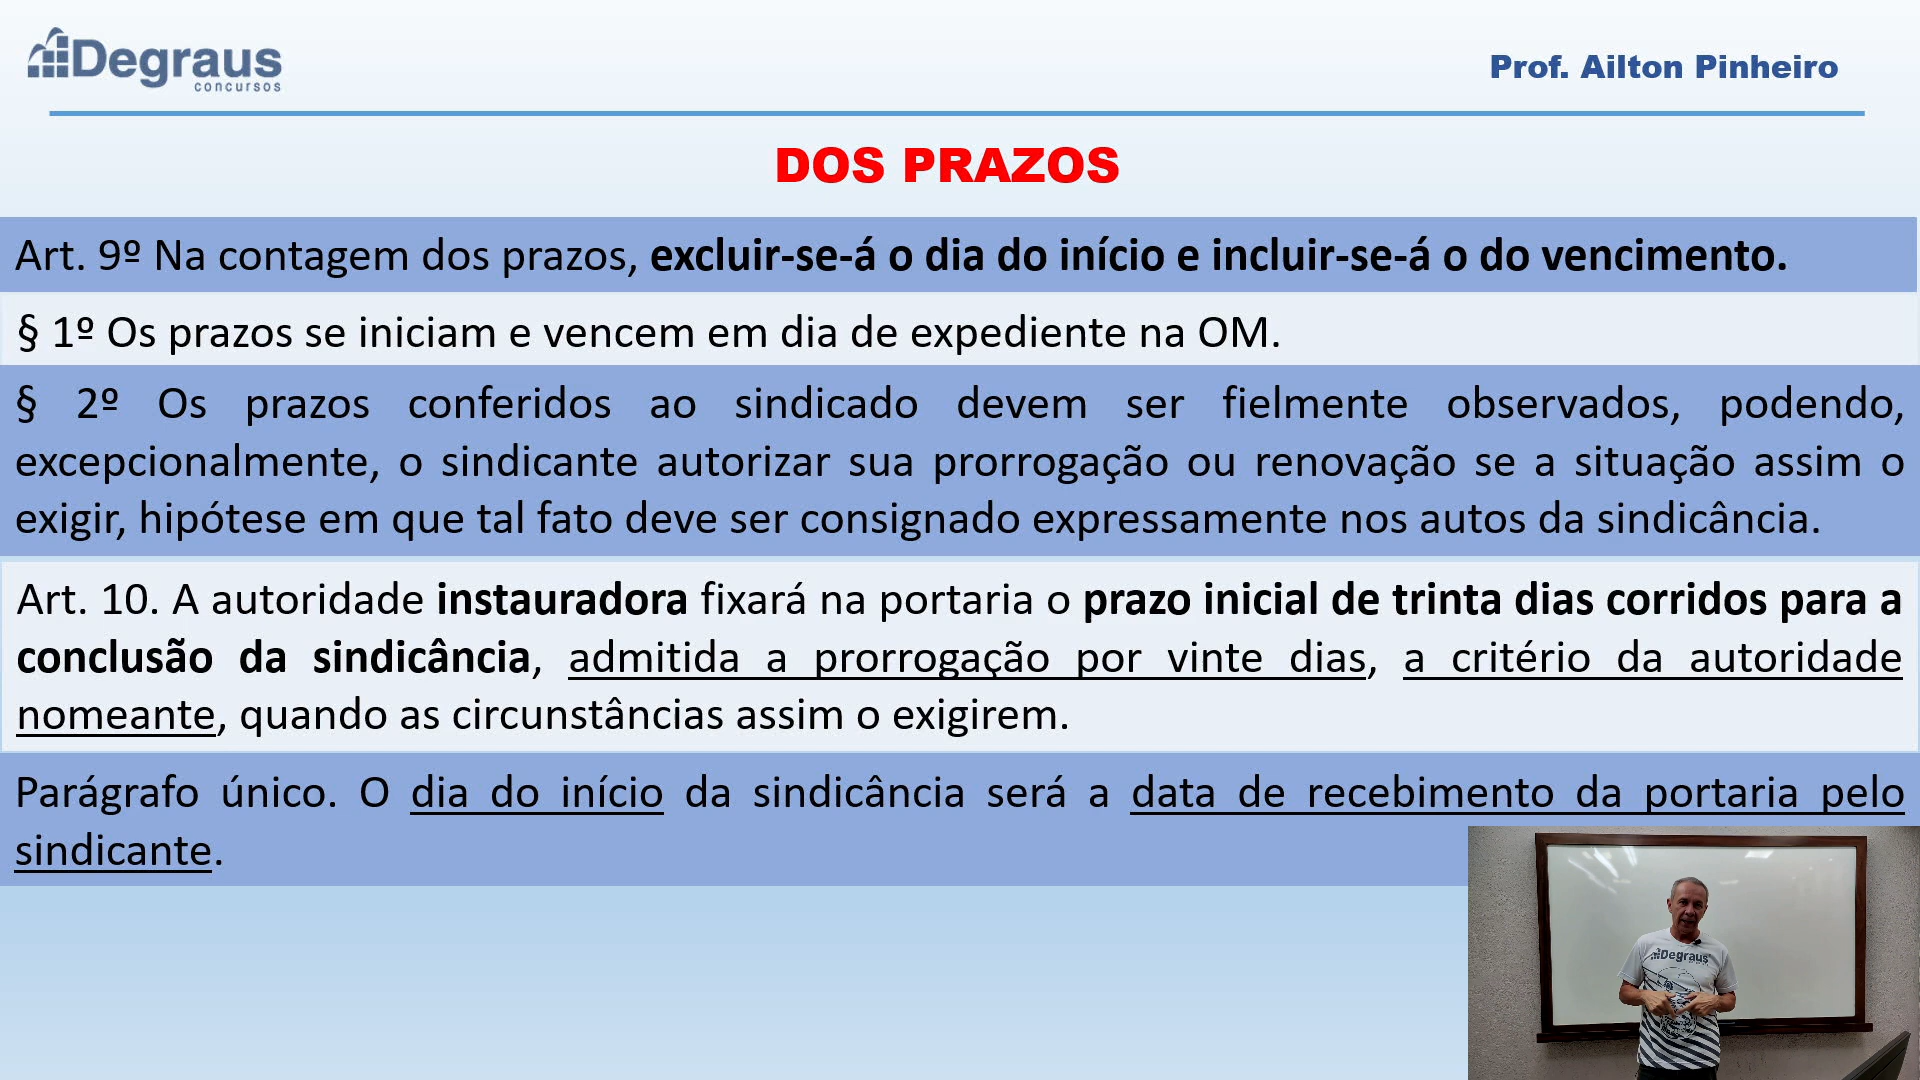 Degraus
concursos
Prof. Ailton Pinheiro
DOS PRAZOS
Art. 9º Na contagem dos prazos, excluir-se-á o dia do início e incluir-se-á o do vencimento.
§ 1º Os prazos se iniciam e vencem em dia de expediente na OM.
§ 2º Os prazos conferidos ao sindicado devem ser fielmente observados, podendo,
excepcionalmente, o sindicante autorizar sua prorrogação ou renovação se a situação assim o
exigir, hipótese em que tal fato deve ser consignado expressamente nos autos da sindicância.
Art. 10. A autoridade instauradora fixará na portaria o prazo inicial de trinta dias corridos para a
conclusão da sindicância, admitida a prorrogação por vinte dias, a critério da autoridade
nomeante, quando as circunstâncias assim o exigirem.
Parágrafo único. O dia do início da sindicância será a data de recebimento da portaria pelo
sindicante.
Degraus